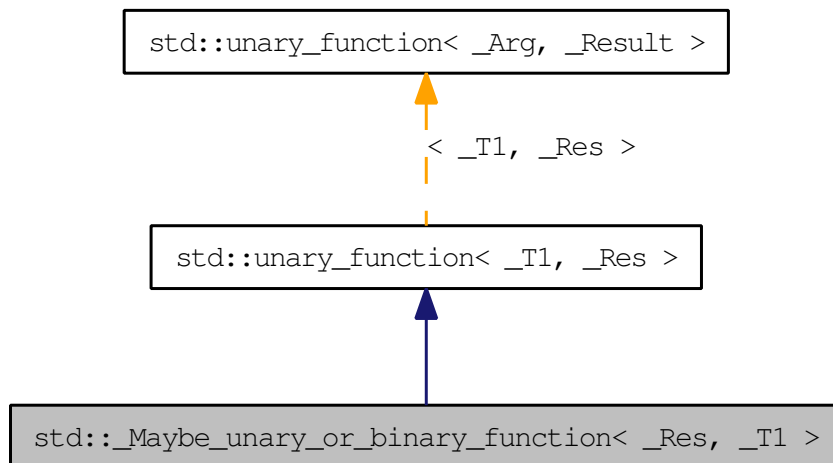 std::unary_function< _Arg, _Result >
< _T1, _Res >
std::unary_function< _T1, _Res >
std::_Maybe_unary_or_binary_function< _Res, _T1 >